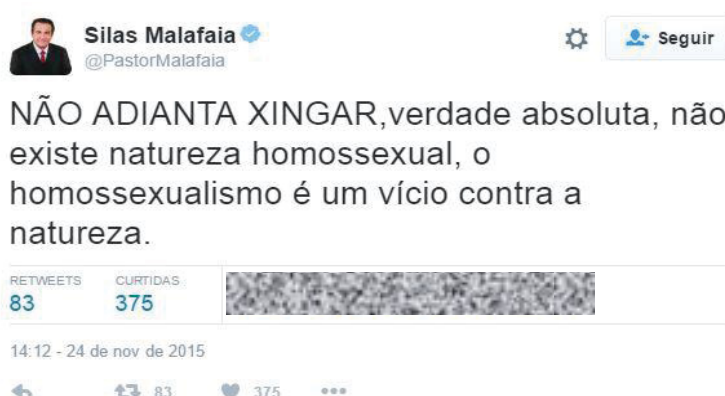 Silas Malafaia
@PastorMalafaia
Seguir
NÃO ADIANTA XINGAR,verdade absoluta, não
existe natureza homossexual, o
homossexualismo é um vício contra a
natureza.
RETWEETS CURTIDAS
83 375
14:12 - 24 de nov de 2015
83 375